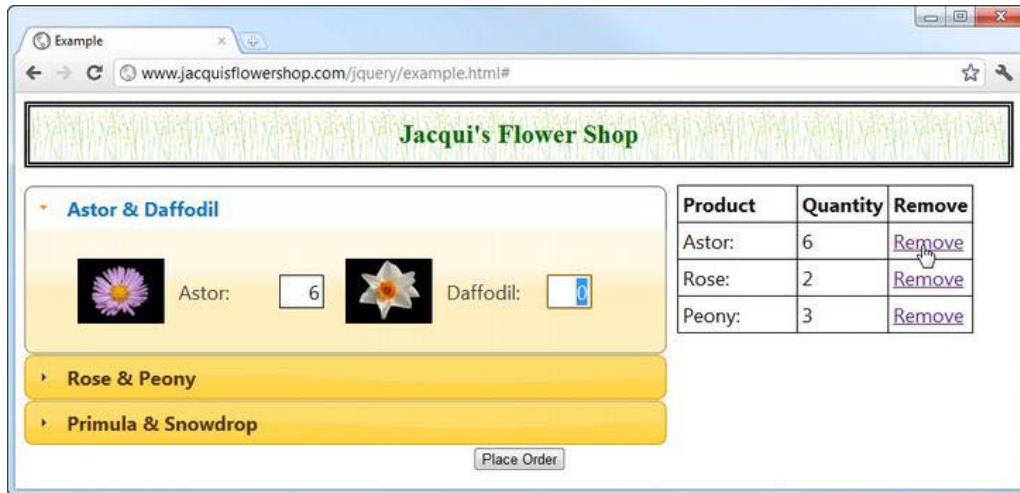 Example
www.jacquisflowershop.com/jquery/example.html#
Jacqui's Flower Shop
Astor & Daffodil
Astor: 6 Daffodil: 0
Rose & Peony
Primula & Snowdrop
Place Order
Product Quantity Remove
Astor: 6 Remove
Rose: 2 Remove
Peony: 3 Remove